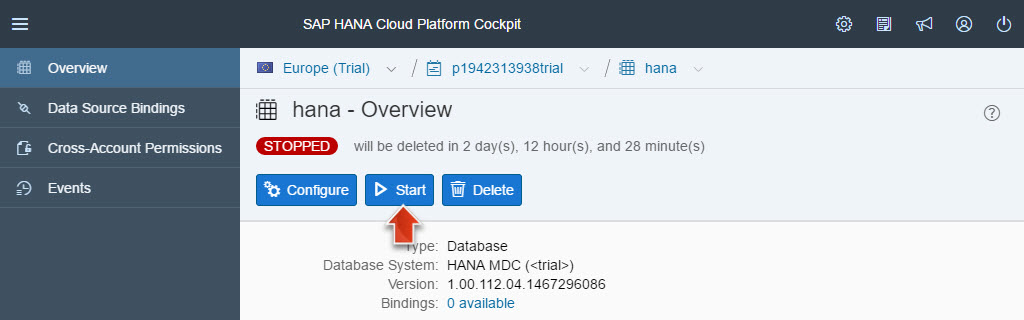 SAP HANA Cloud Platform Cockpit
Overview
Data Source Bindings
Cross-Account Permissions
Events
Europe (Trial) / p1942313938trial / hana
hana - Overview
STOPPED will be deleted in 2 day(s), 12 hour(s), and 28 minute(s)
Configure Start Delete
Type: Database
Database System: HANA MDC (<trial>)
Version: 1.00.112.04.1467296086
Bindings: 0 available